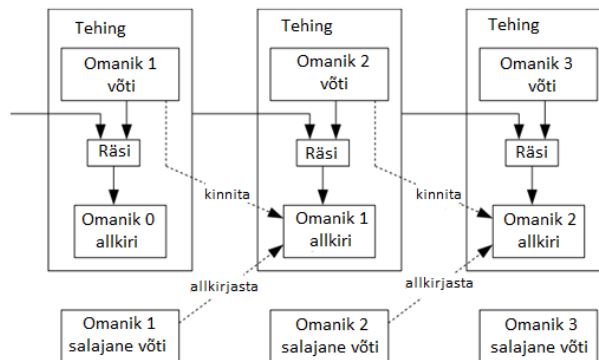 Tehing
Omanik 1
võti
Räsi
Omanik 0
allkiri
Tehing
Omanik 2
võti
Räsi
kinnita
Omanik 1
allkiri
allkirjasta
Tehing
Omanik 3
võti
Räsi
kinnita
Omanik 2
allkiri
allkirjasta
Omanik 1
salajane võti
Omanik 2
salajane võti
Omanik 3
salajane võti